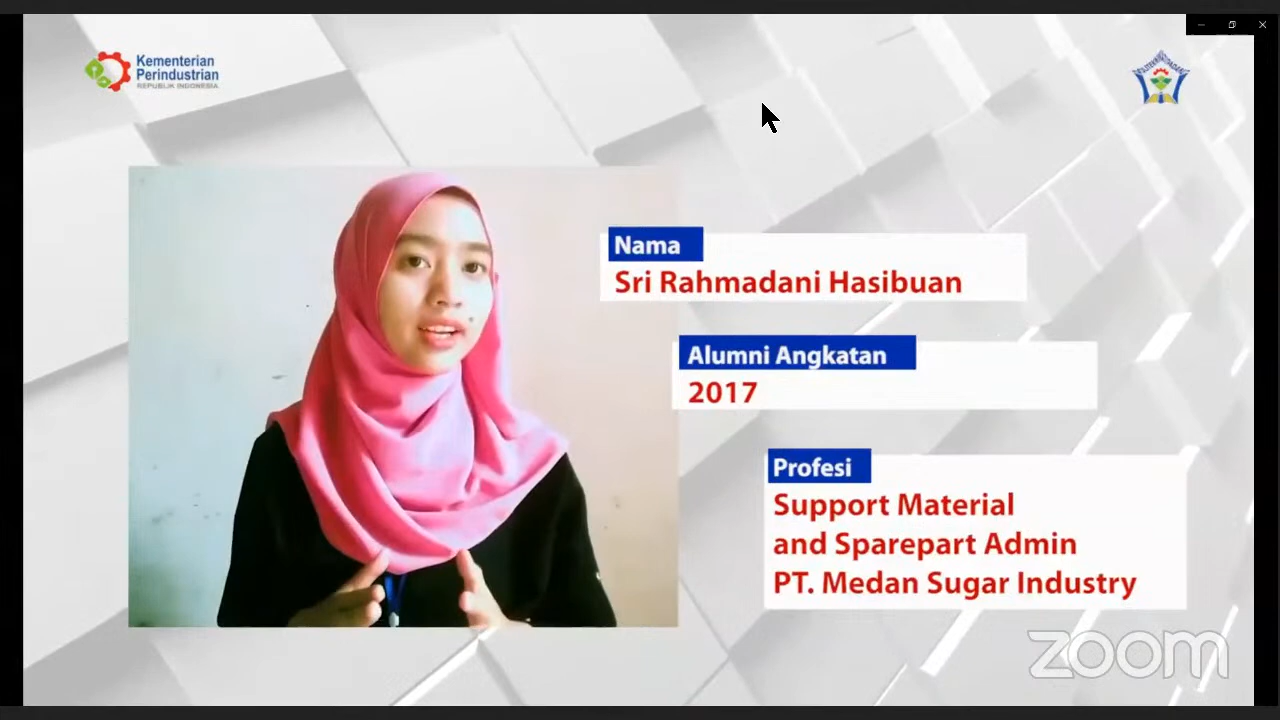 Kementerian
Perindustrian
REPUBLIK INDONESIA
Nama
Sri Rahmadani Hasibuan
Alumni Angkatan
2017
Profesi
Support Material
and Sparepart Admin
PT. Medan Sugar Industry
zoom